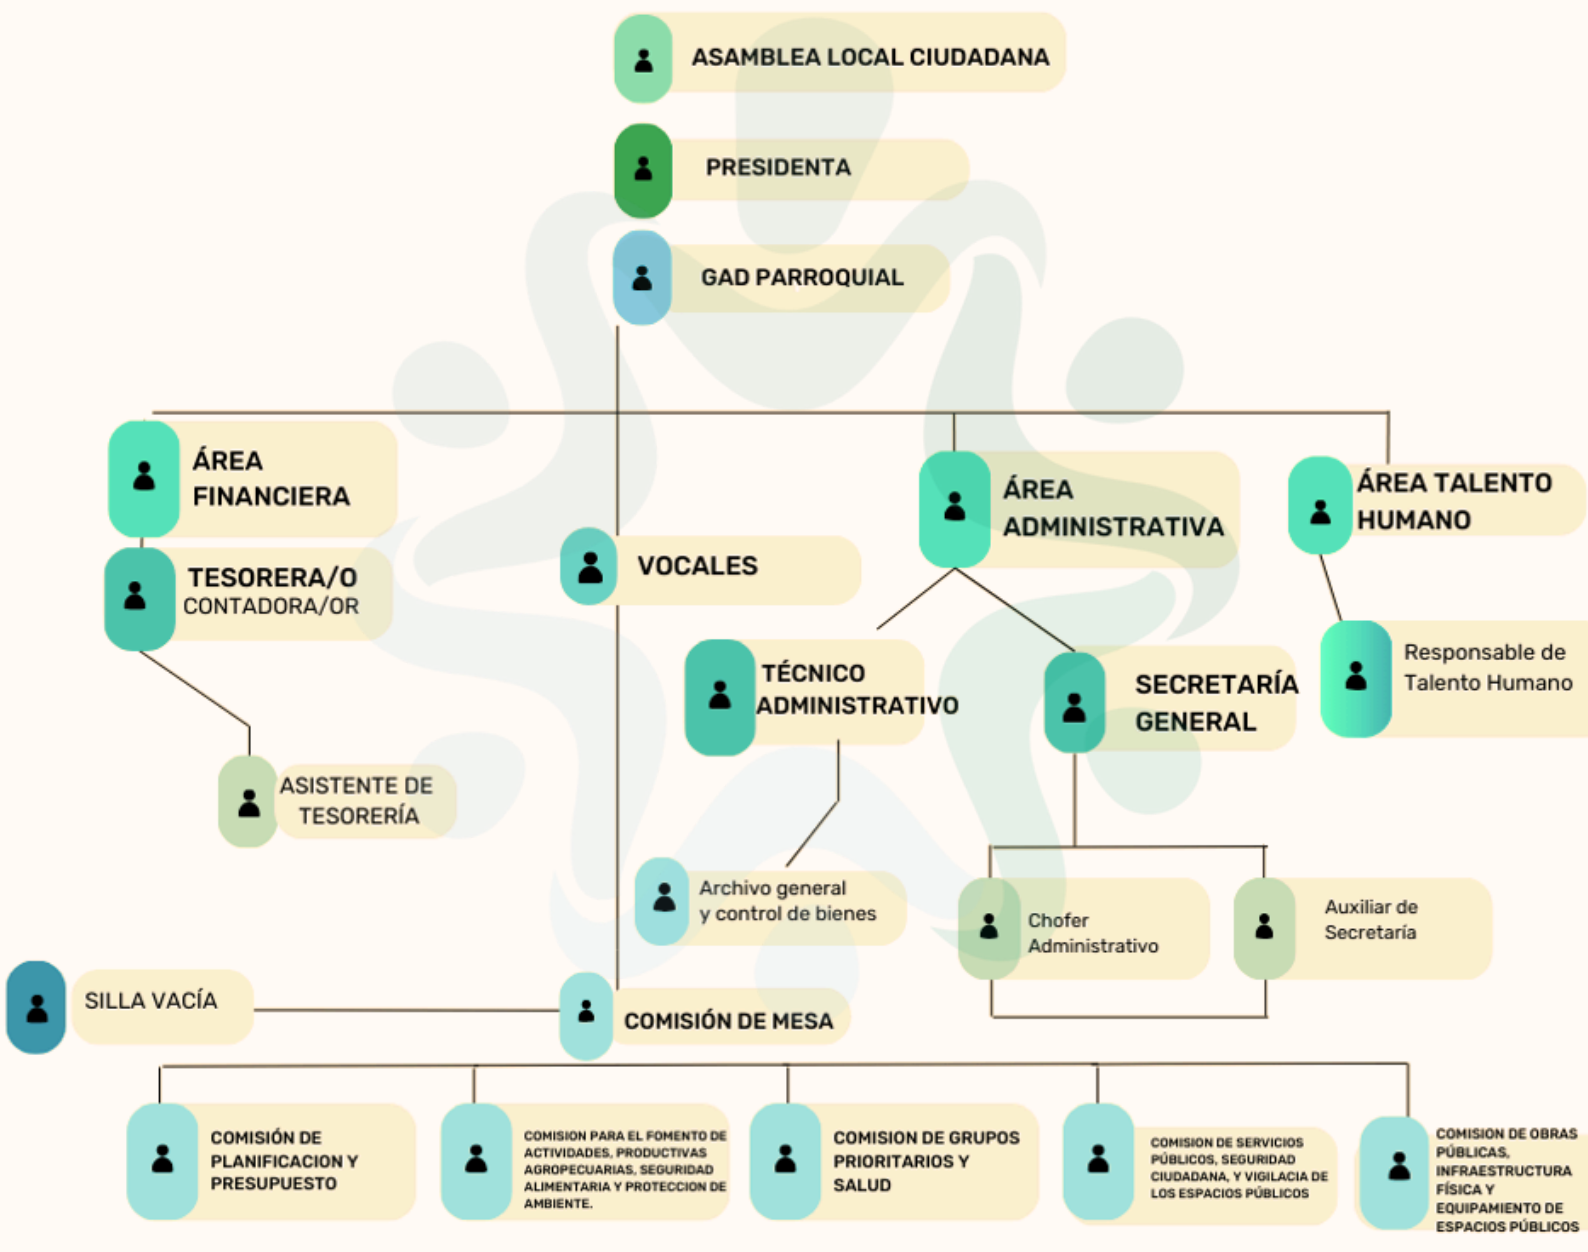 ASAMBLEA LOCAL CIUDADANA
PRESIDENTA
GAD PARROQUIAL
ÁREA
FINANCIERA
TESORERA/O
CONTADORA/OR
ASISTENTE DE
TESORERÍA
VOCALES
ÁREA
ADMINISTRATIVA
TÉCNICO
ADMINISTRATIVO
Archivo general
y control de bienes
SECRETARÍA
GENERAL
Chofer
Administrativo
Auxiliar de
Secretaría
ÁREA TALENTO
HUMANO
Responsable de
Talento Humano
SILLA VACÍA
COMISIÓN DE MESA
COMISIÓN DE
PLANIFICACION Y
PRESUPUESTO
COMISION PARA EL FOMENTO DE
ACTIVIDADES, PRODUCTIVAS
AGROPECUARIAS, SEGURIDAD
ALIMENTARIA Y PROTECCION DE
AMBIENTE.
COMISION DE GRUPOS
PRIORITARIOS Y
SALUD
COMISION DE SERVICIOS
PÚBLICOS, SEGURIDAD
CIUDADANA, Y VIGILACIA DE
LOS ESPACIOS PÚBLICOS
COMISION DE OBRAS
PÚBLICAS,
INFRAESTRUCTURA
FÍSICA Y
EQUIPAMIENTO DE
ESPACIOS PÚBLICOS